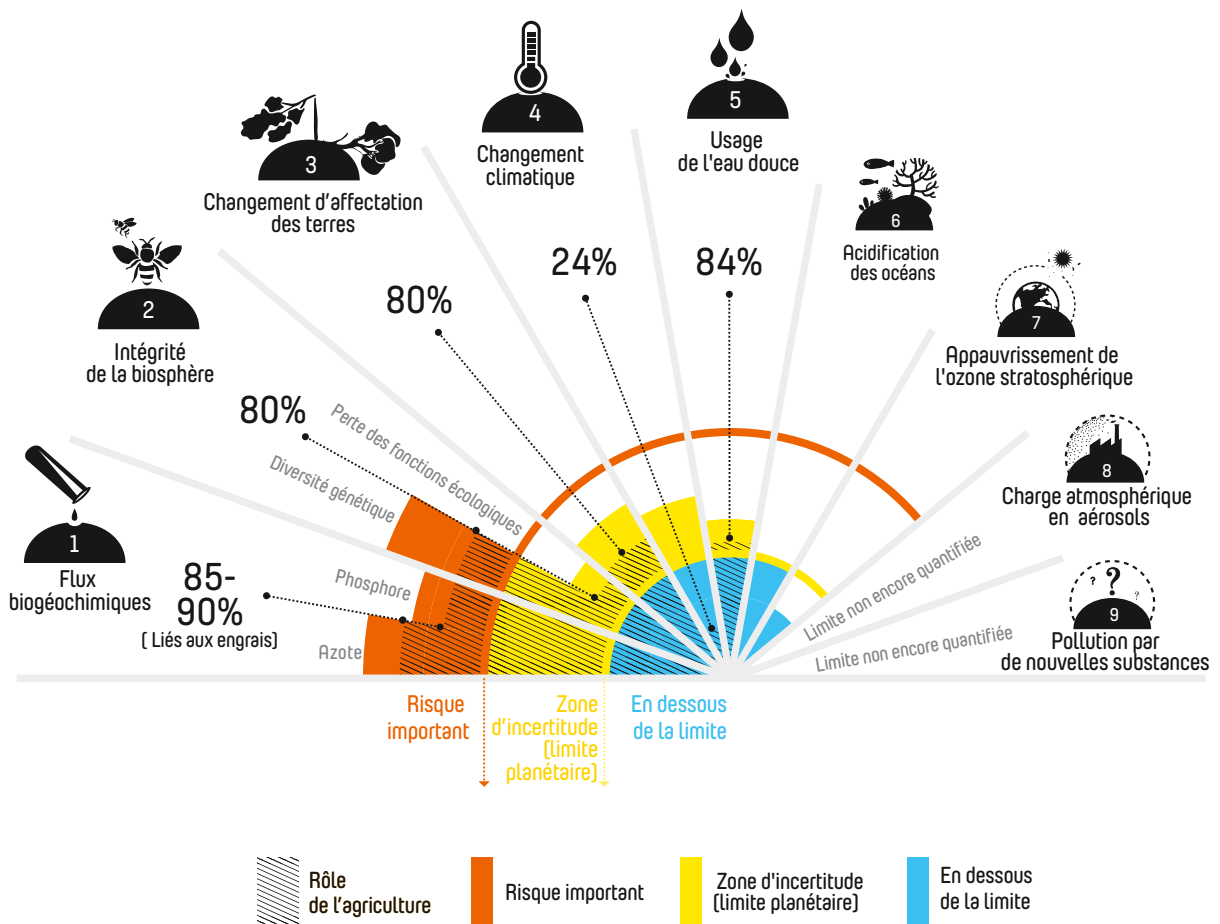 1
Flux
biogéochimiques
2
Intégrité
de la biosphère
3
Changement d'affectation
des terres
4
Changement
climatique
5
Usage
de l'eau douce
6
Acidification
des océans
7
Appauvrissement de
l'ozone stratosphérique
8
Charge atmosphérique
en aérosols
?
?
?
9
Pollution par
de nouvelles substances
85-
90%
( Liés aux engrais)
80%
80%
24%
84%
Azote
Phosphore
Diversité génétique
Perte des fonctions écologiques
Limite non encore quantifiée
Limite non encore quantifiée
Risque
important
Zone
d'incertitude
(limite
planétaire)
En dessous
de la limite
Rôle
de l'agriculture
Risque important
Zone d'incertitude
(limite planétaire)
En dessous
de la limite